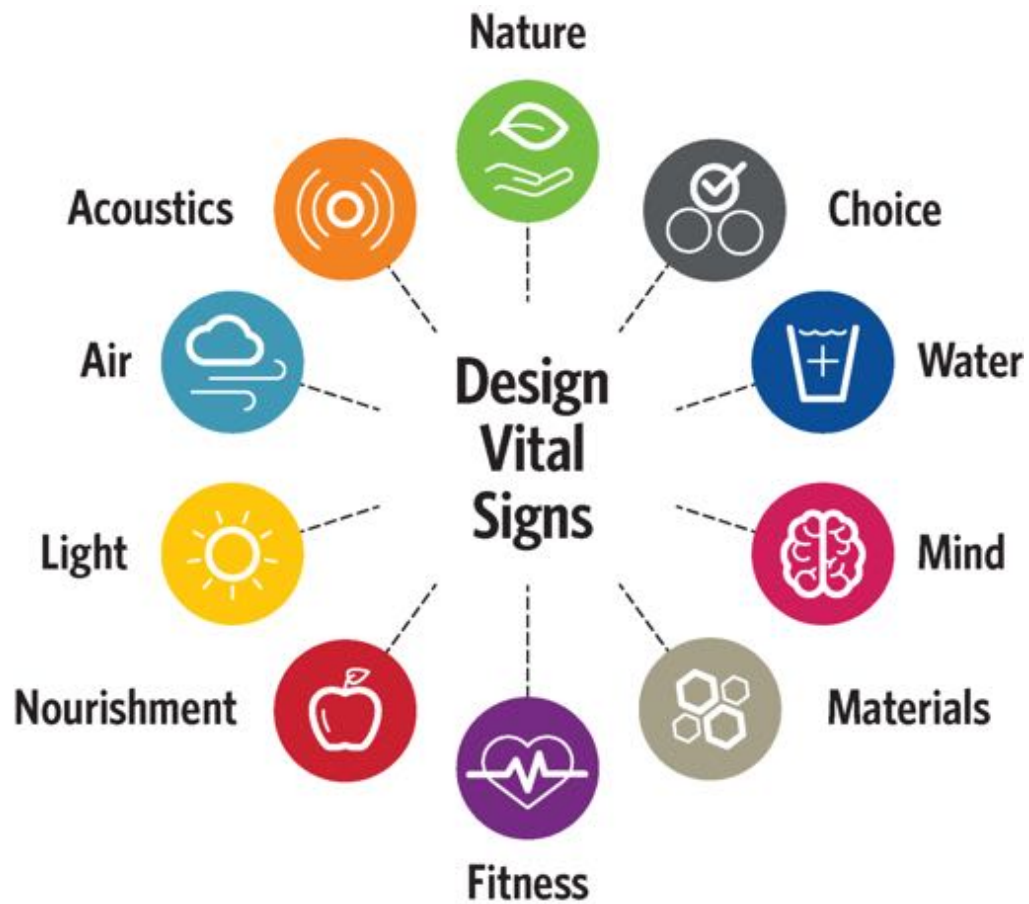 Nature
Acoustics
Choice
Air
Water
Design
Vital
Signs
Light
Mind
Nourishment
Materials
Fitness